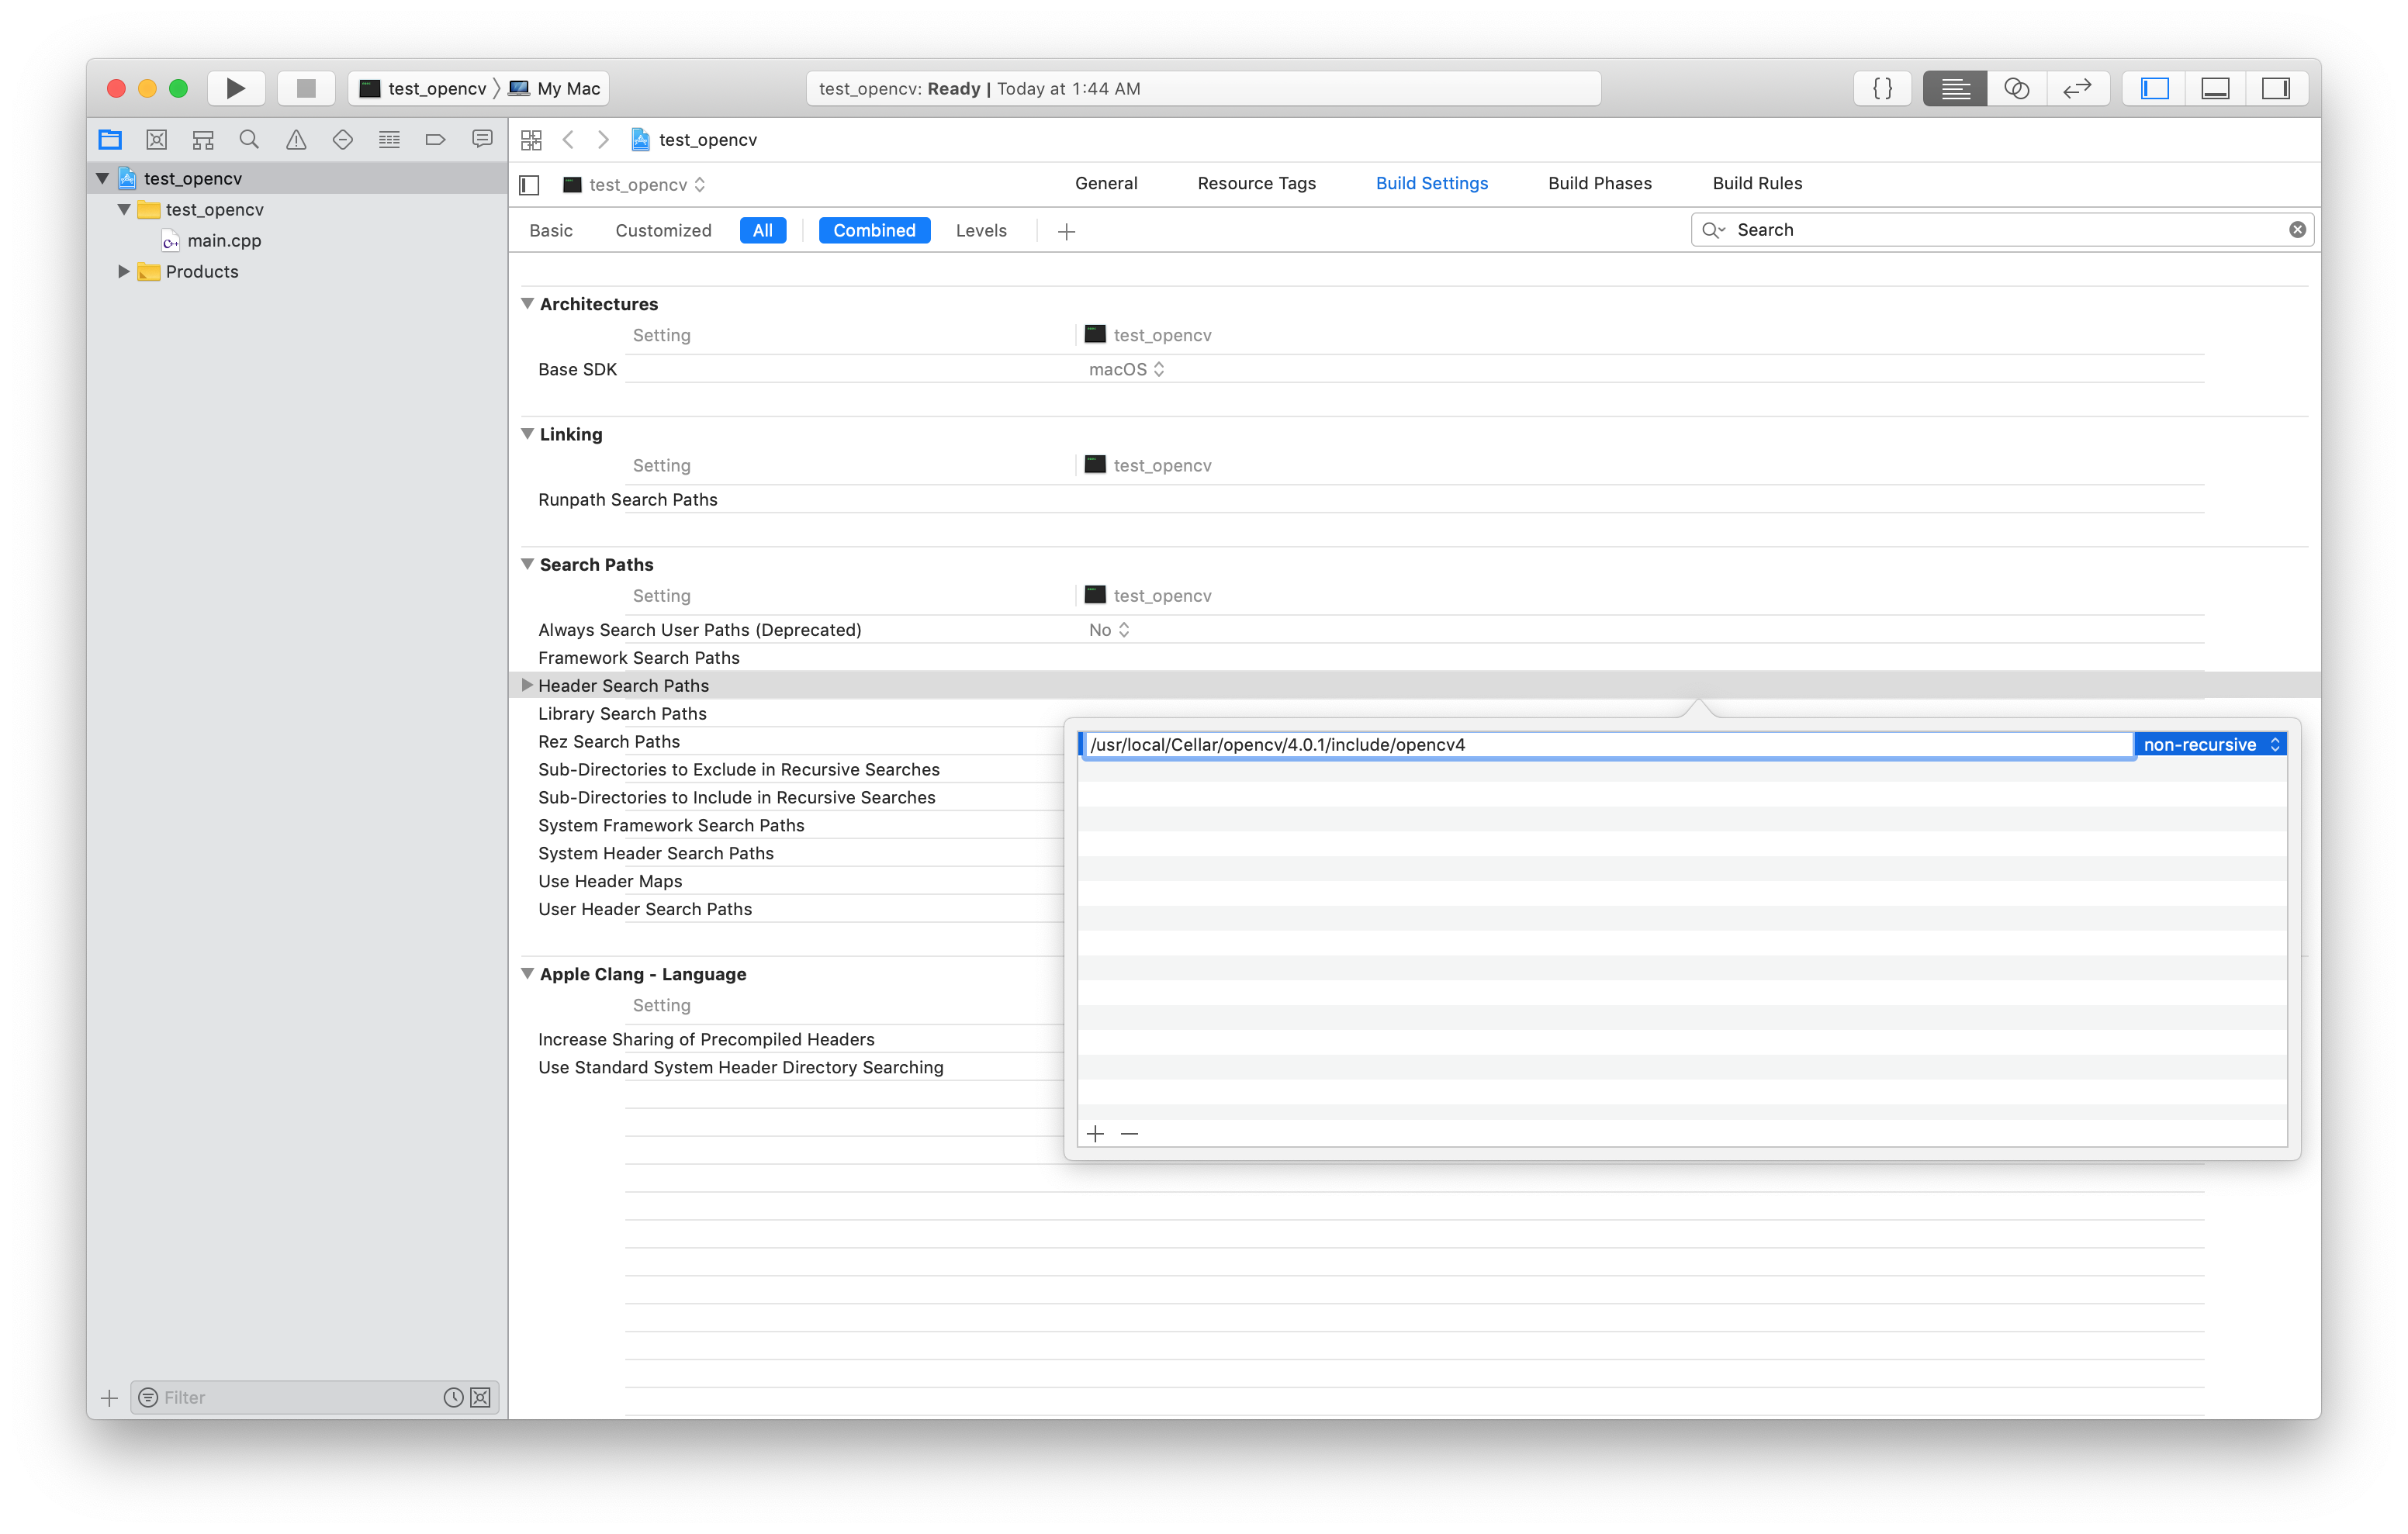 test_opencv 〉 My Mac
test_opencv: Ready | Today at 1:44 AM
{ }
test_opencv
test_opencv
General Resource Tags Build Settings Build Phases Build Rules
Basic Customized All Combined Levels +
Search
test_opencv
test_opencv
C++ main.cpp
Products
Architectures
Setting test_opencv
Base SDK macOS
Linking
Setting test_opencv
Runpath Search Paths
Search Paths
Setting test_opencv
Always Search User Paths (Deprecated) No
Framework Search Paths
Header Search Paths
Library Search Paths
Rez Search Paths
Sub-Directories to Exclude in Recursive Searches
Sub-Directories to Include in Recursive Searches
System Framework Search Paths
System Header Search Paths
Use Header Maps
User Header Search Paths
/usr/local/Cellar/opencv/4.0.1/include/opencv4 non-recursive
Apple Clang - Language
Setting
Increase Sharing of Precompiled Headers
Use Standard System Header Directory Searching
Filter